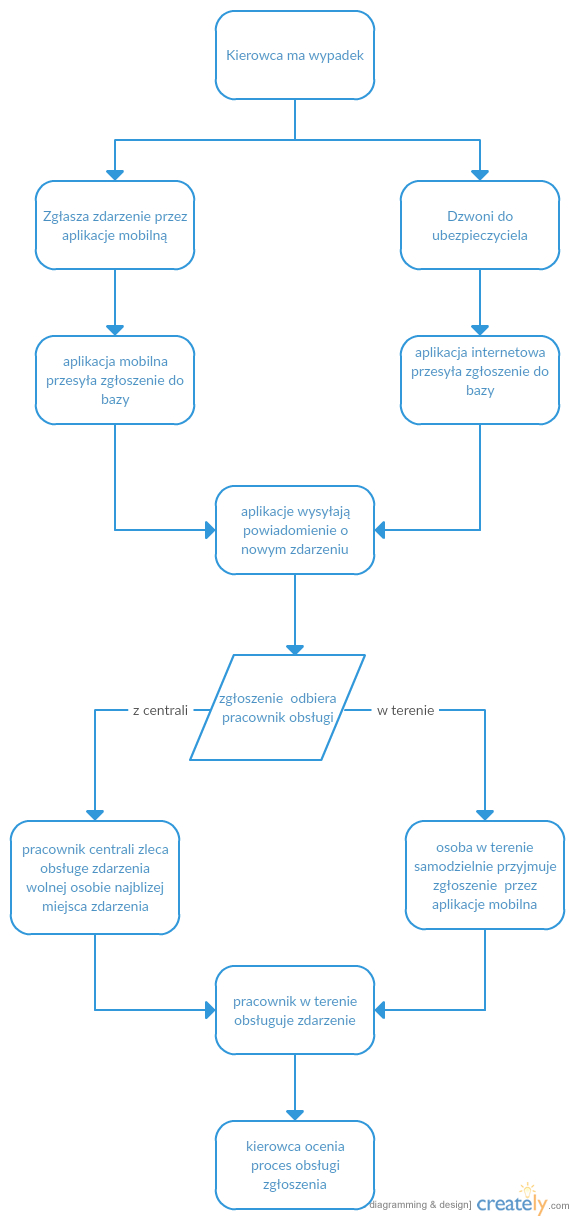 Kierowca ma wypadek
Zgłasza zdarzenie przez
aplikacje mobilną
Dzwoni do
ubezpieczyciela
aplikacja mobilna
przesyła zgłoszenie do
bazy
aplikacja internetowa
przesyła zgłoszenie do
bazy
aplikacje wysyłają
powiadomienie o
nowym zdarzeniu
zgłoszenie odbiera
pracownik obsługi
z centrali
w terenie
pracownik centrali zleca
obsługe zdarzenia
wolnej osobie najblizej
miejsca zdarzenia
osoba w terenie
samodzielnie przyjmuje
zgłoszenie przez
aplikacje mobilna
pracownik w terenie
obsługuje zdarzenie
kierowca ocenia
proces obsługi
zgłoszenia
diagramming & design]
creately.com